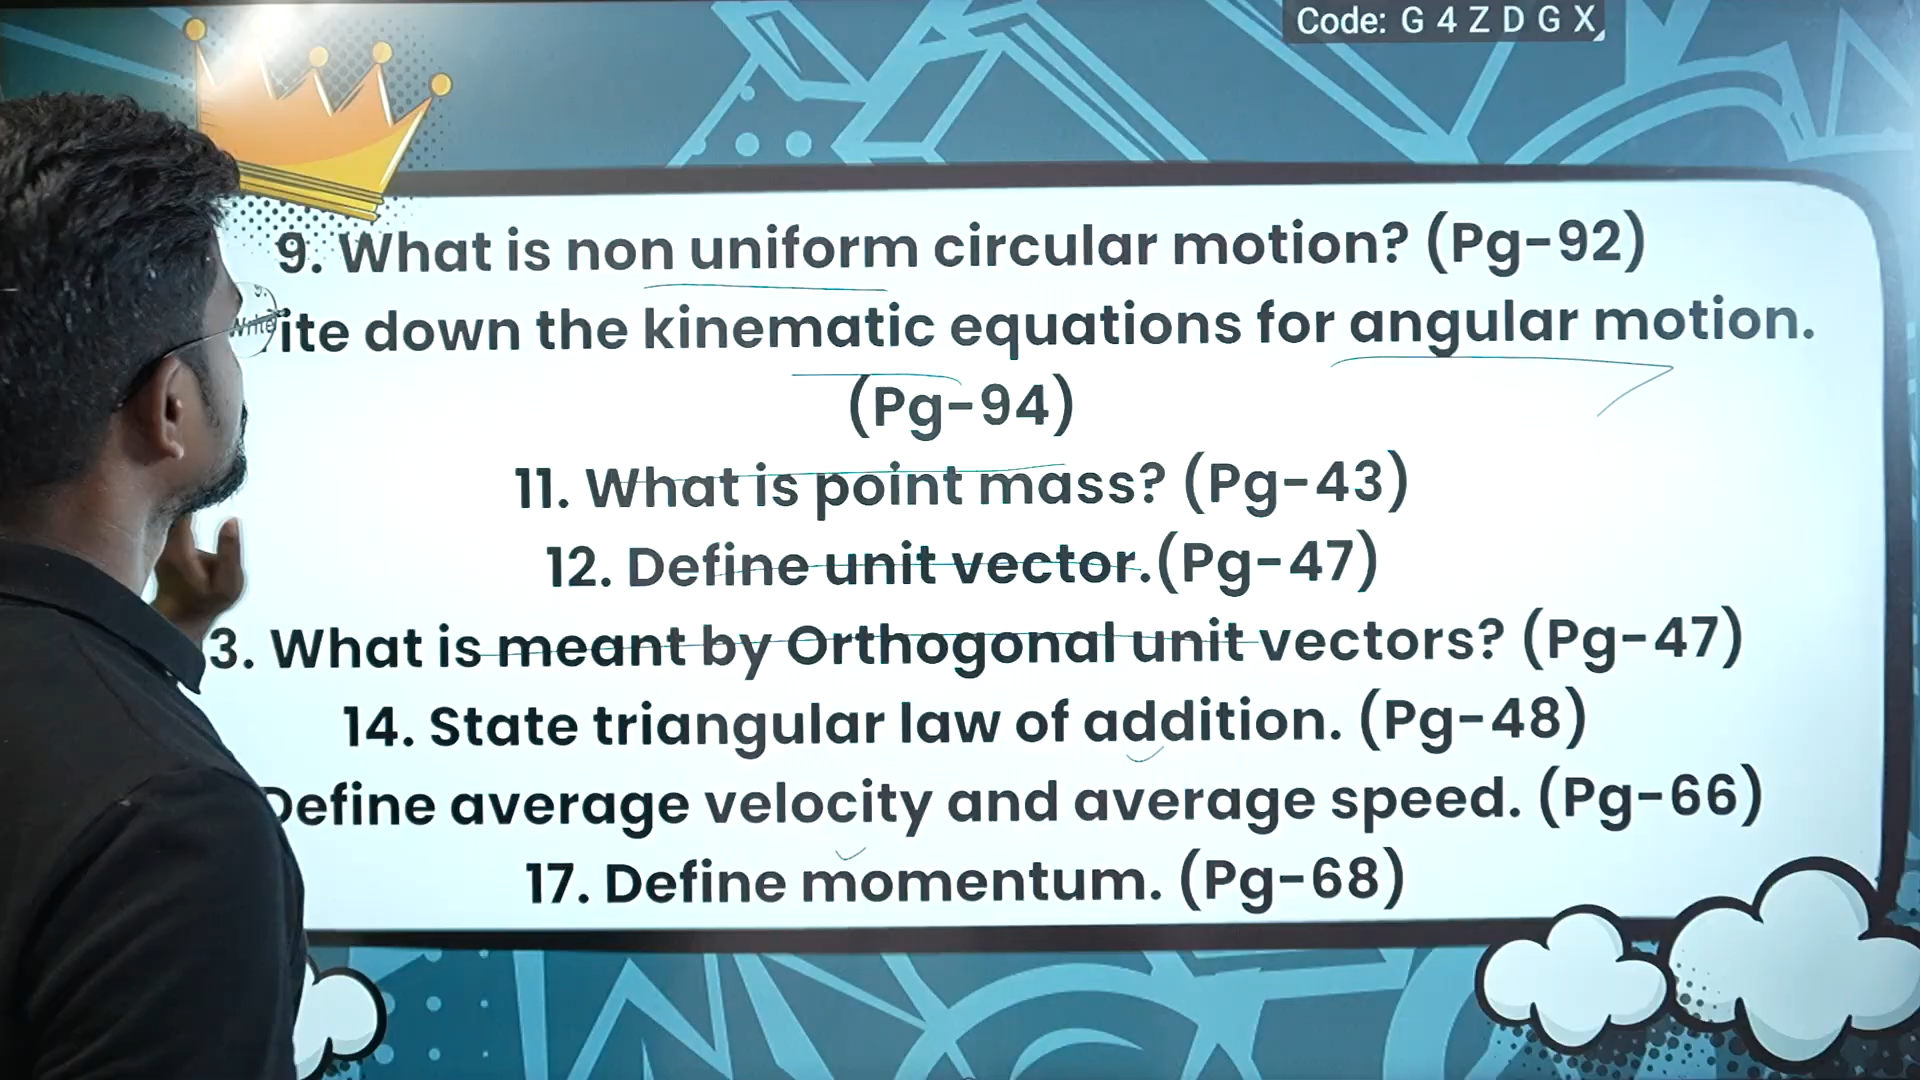 Code: G 4 Z D G X
9. What is non uniform circular motion? (Pg-92)
ite down the kinematic equations for angular motion.
(Pg-94)
11. What is point mass? (Pg-43)
12. Define unit vector.(Pg-47)
3. What is meant by Orthogonal unit vectors? (Pg-47)
14. State triangular law of addition. (Pg-48)
Define average velocity and average speed. (Pg-66)
17. Define momentum. (Pg-68)